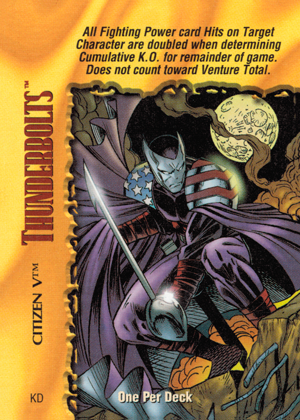 All Fighting Power card Hits on Target
Character are doubled when determining
Cumulative K.O. for remainder of game.
Does not count toward Venture Total.
THUNDERBOLTS™
CITIZEN V™
KD
One Per Deck